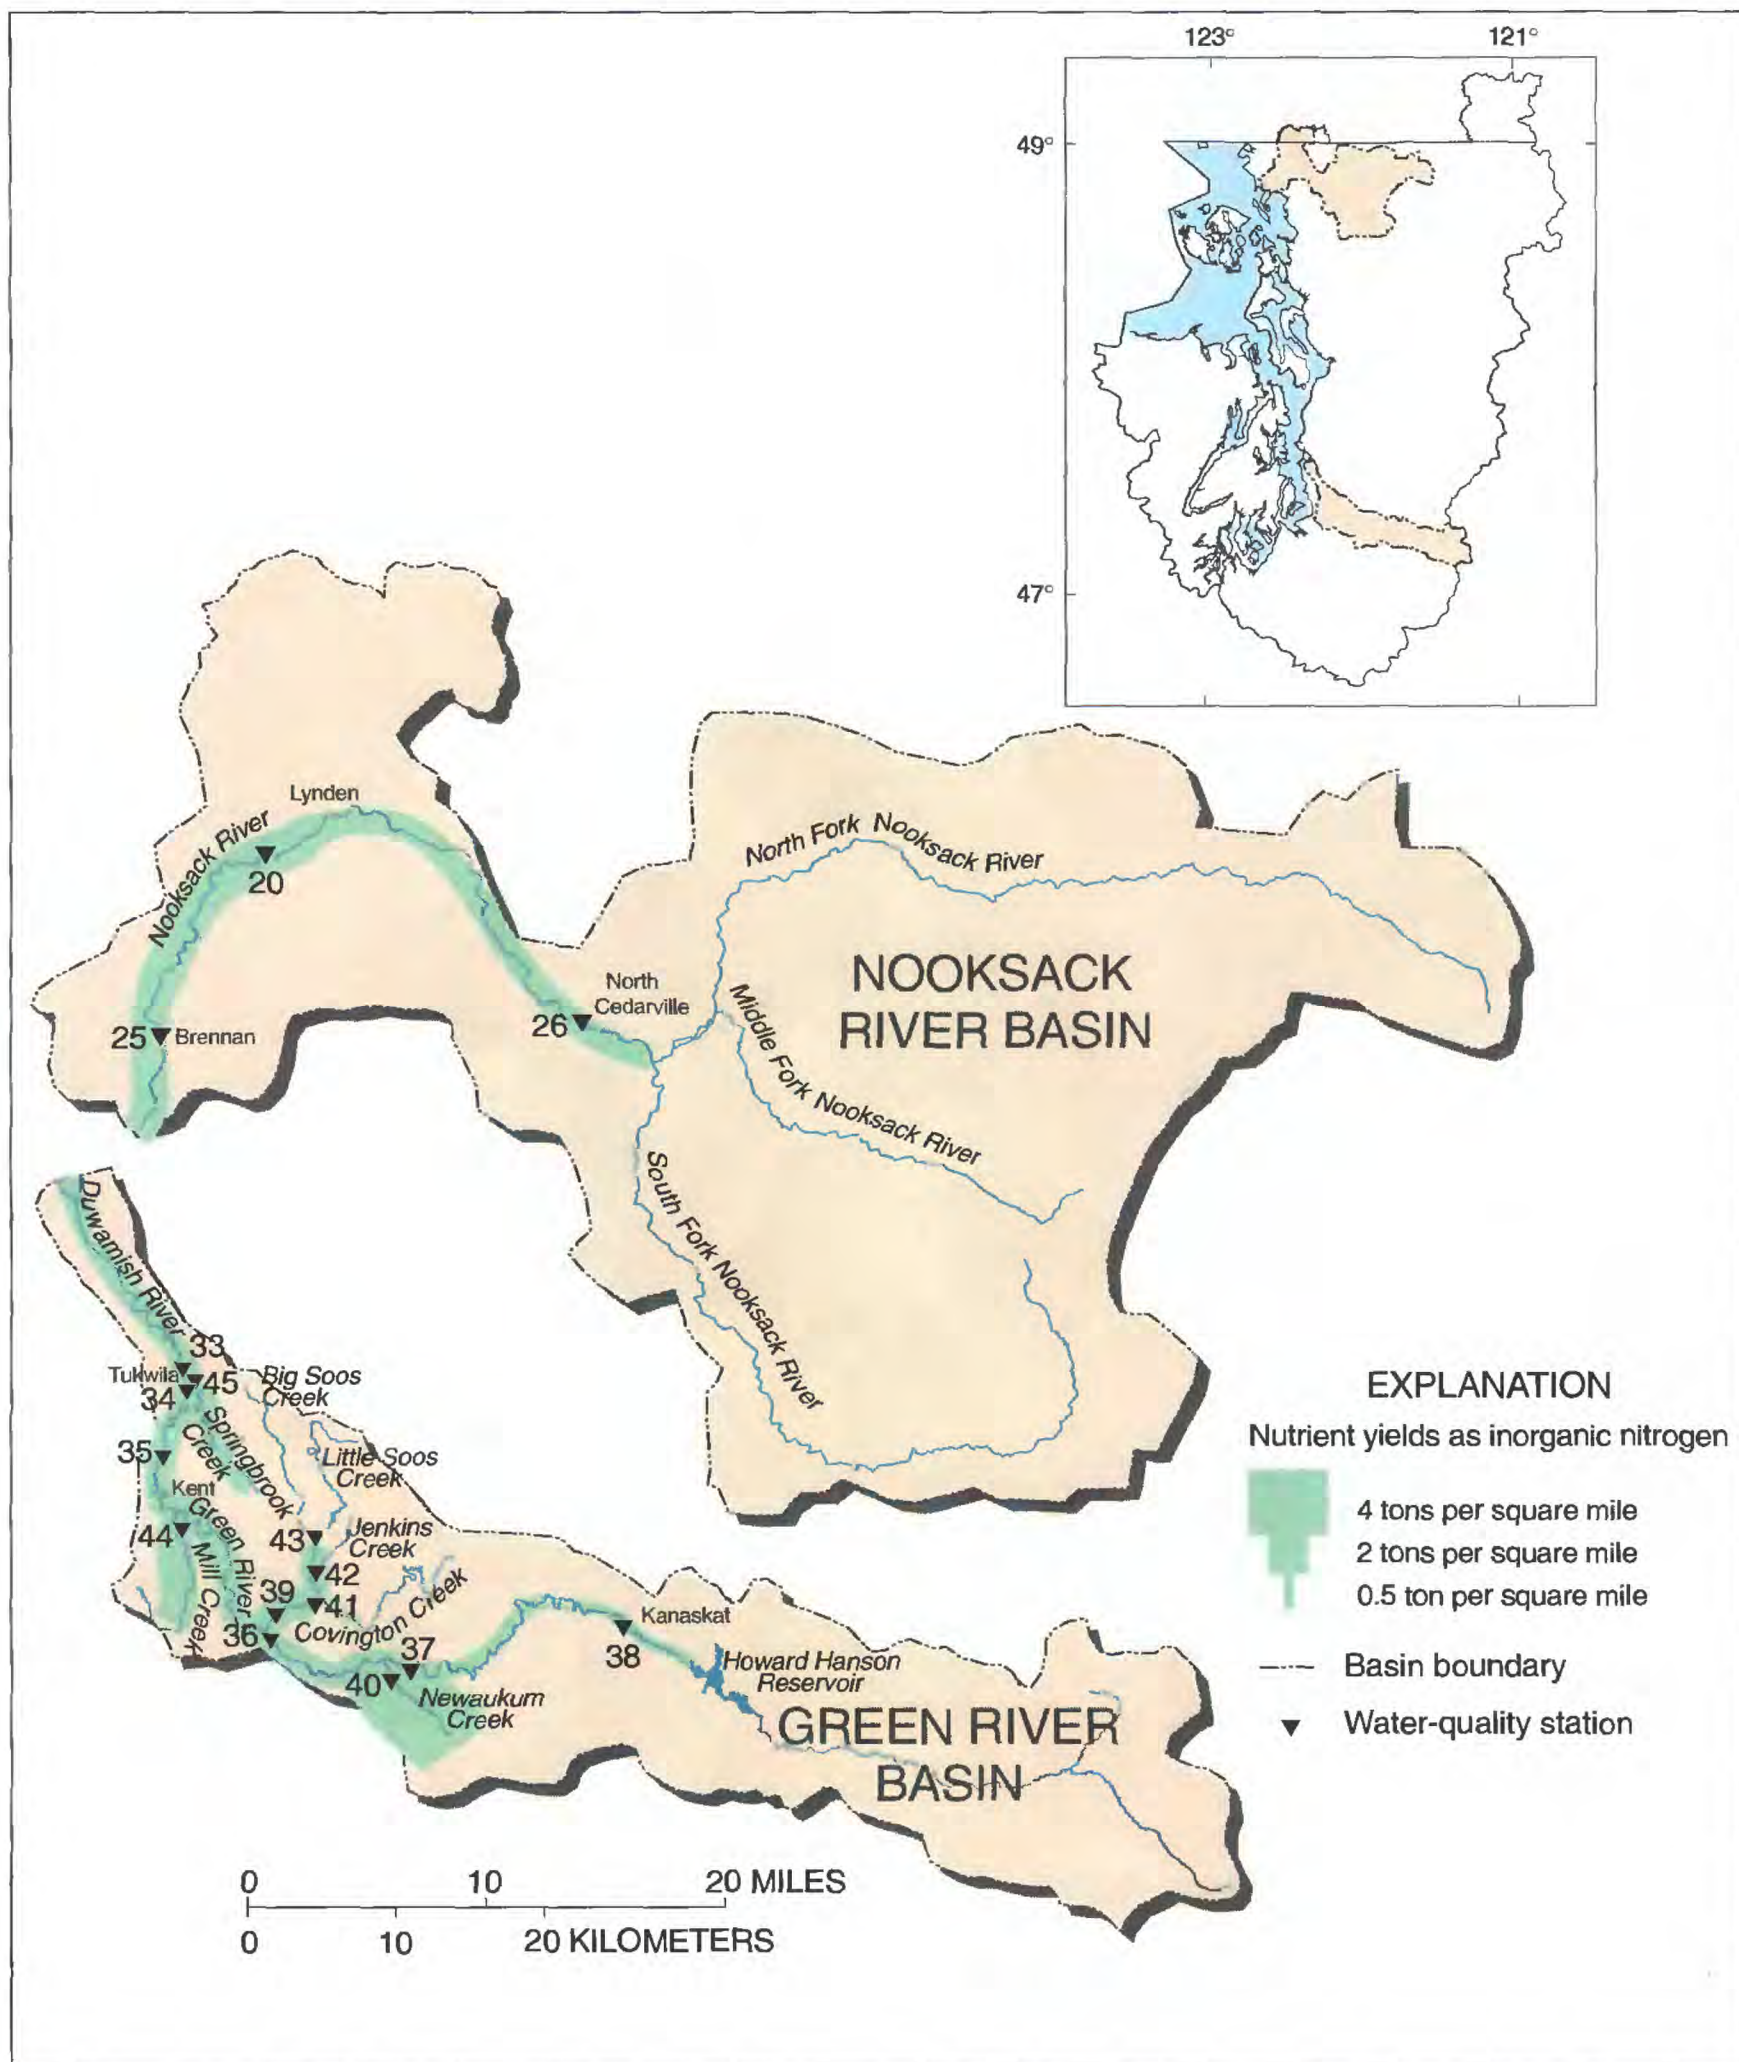 123°
121°
49°
47°
Lynden
Nooksack River
20
North Fork Nooksack River
NOOKSACK
RIVER BASIN
North
Cedarville
26
25
Brennan
Middle Fork Nooksack River
South Fork Nooksack River
Duwamish River
33
Tukwila
45
34
Big Soos
Creek
Springbrook
Creek
35
Little Soos
Creek
Kent
Green River
44
Mill Creek
43
Jenkins
Creek
42
39
41
Covington Creek
36
37
40
Newaukum
Creek
Kanaskat
38
Howard Hanson
Reservoir
GREEN RIVER
BASIN
EXPLANATION
Nutrient yields as inorganic nitrogen
4 tons per square mile
2 tons per square mile
0.5 ton per square mile
Basin boundary
Water-quality station
0 10 20 MILES
0 10 20 KILOMETERS